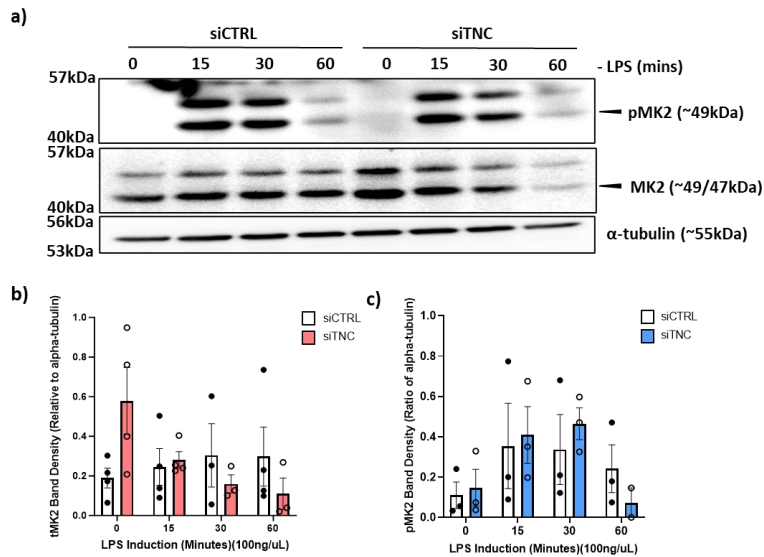 a)
siCTRL siTNC
0 15 30 60 0 15 30 60 - LPS (mins)
57kDa
pMK2 (~49kDa)
40kDa
57kDa
MK2 (~49/47kDa)
40kDa
56kDa
α-tubulin (~55kDa)
53kDa
b)
tMK2 Band Density (Relative to alpha-tubulin)
1.0
0.8
0.6
0.4
0.2
0.0
0 15 30 60
LPS Induction (Minutes)(100ng/uL)
siCTRL
siTNC
c)
pMK2 Band Density (Ratio of alpha-tubulin)
1.0
0.8
0.6
0.4
0.2
0.0
0 15 30 60
LPS Induction (Minutes)(100ng/uL)
siCTRL
siTNC